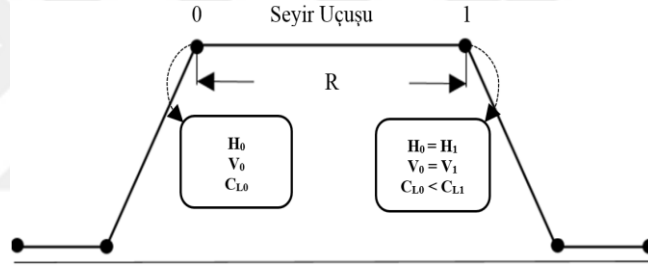 0 Seyir Uçuşu 1
R
H₀
V₀
C_L0
H₀ = H₁
V₀ = V₁
C_L0 < C_L1